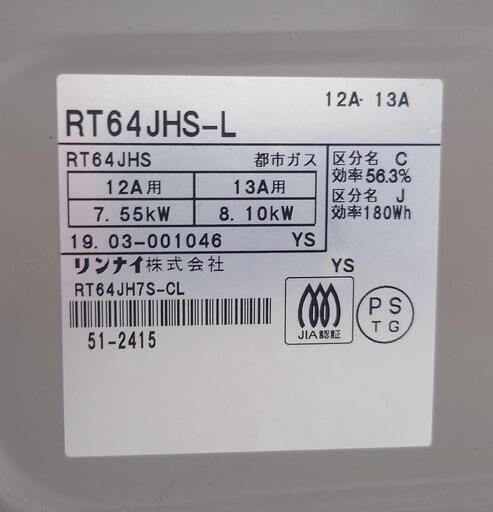 12A・13A
RT64JHS-L
RT64JHS 都市ガス
12A用 13A用
7.55kW 8.10kW
19.03-001046 YS
区分名 C
効率56.3%
区分名 J
効率180Wh
リンナイ株式会社
YS
RT64JH7S-CL
51-2415
JIA認証
PS
TG